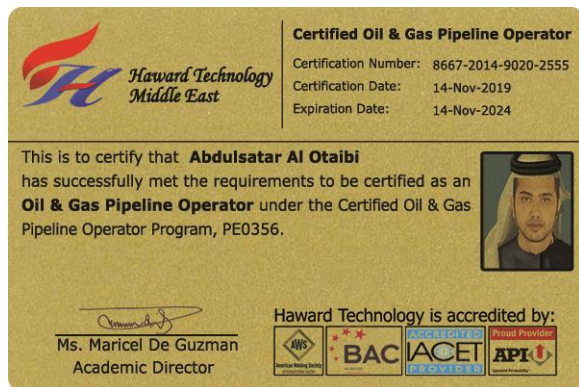 Haward Technology
Middle East
Certified Oil & Gas Pipeline Operator
Certification Number: 8667-2014-9020-2555
Certification Date: 14-Nov-2019
Expiration Date: 14-Nov-2024
This is to certify that Abdulsatar Al Otaibi
has successfully met the requirements to be certified as an
Oil & Gas Pipeline Operator under the Certified Oil & Gas
Pipeline Operator Program, PE0356.
Ms. Maricel De Guzman
Academic Director
Haward Technology is accredited by:
AWS
American Welding Society
BAC
ACCREDITED
IACET
PROVIDER
Proud Provider
API U